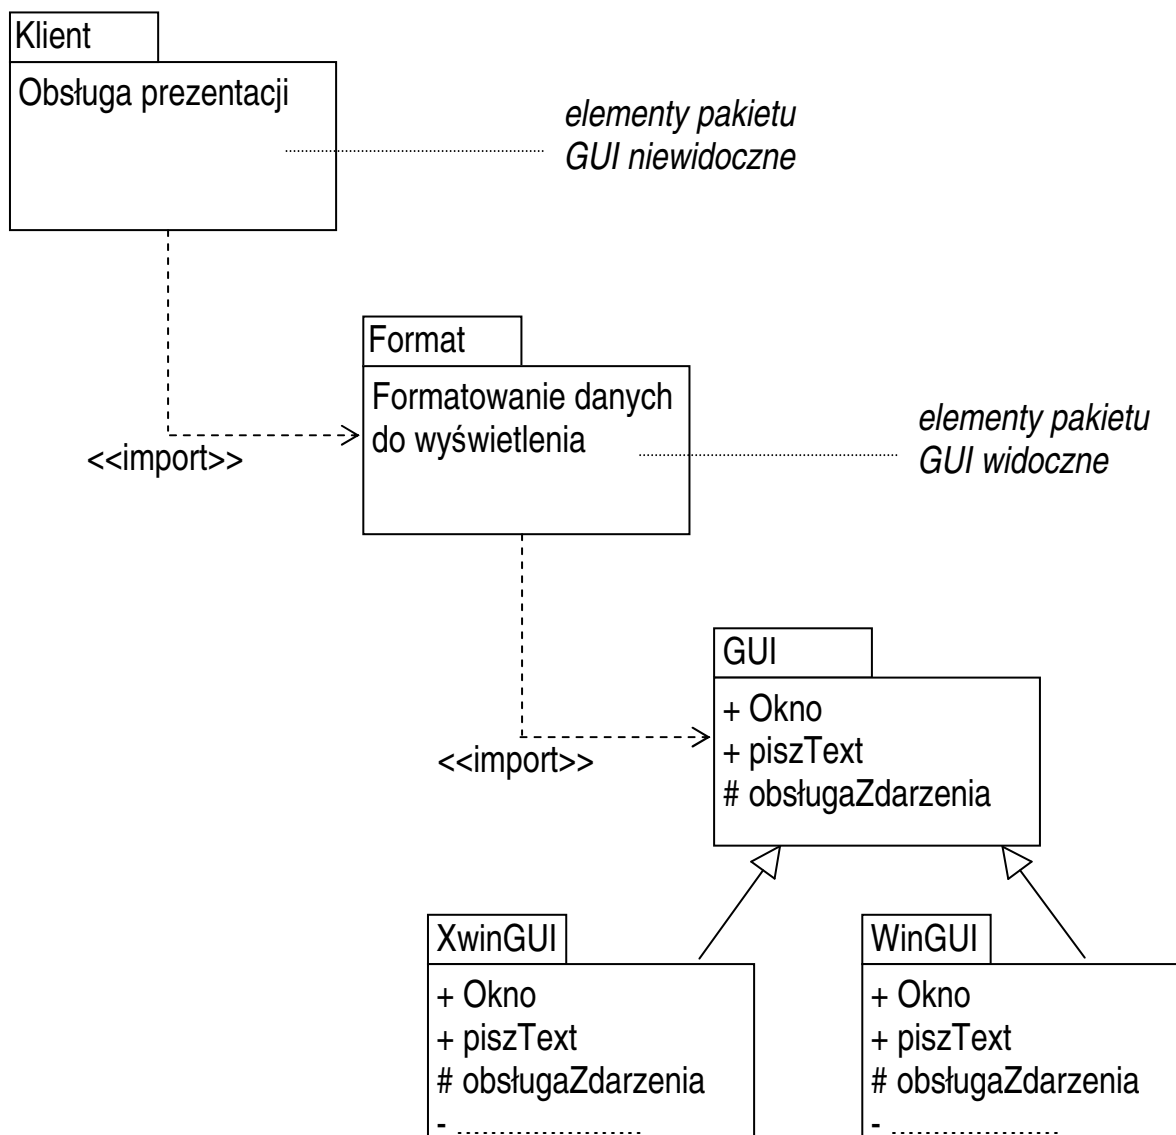 Klient
Obsługa prezentacji
elementy pakietu
GUI niewidoczne
<<import>>
Format
Formatowanie danych
do wyświetlenia
elementy pakietu
GUI widoczne
<<import>>
GUI
+ Okno
+ piszText
# obsługaZdarzenia
XwinGUI
+ Okno
+ piszText
# obsługaZdarzenia
- ......................
WinGUI
+ Okno
+ piszText
# obsługaZdarzenia
- ....................